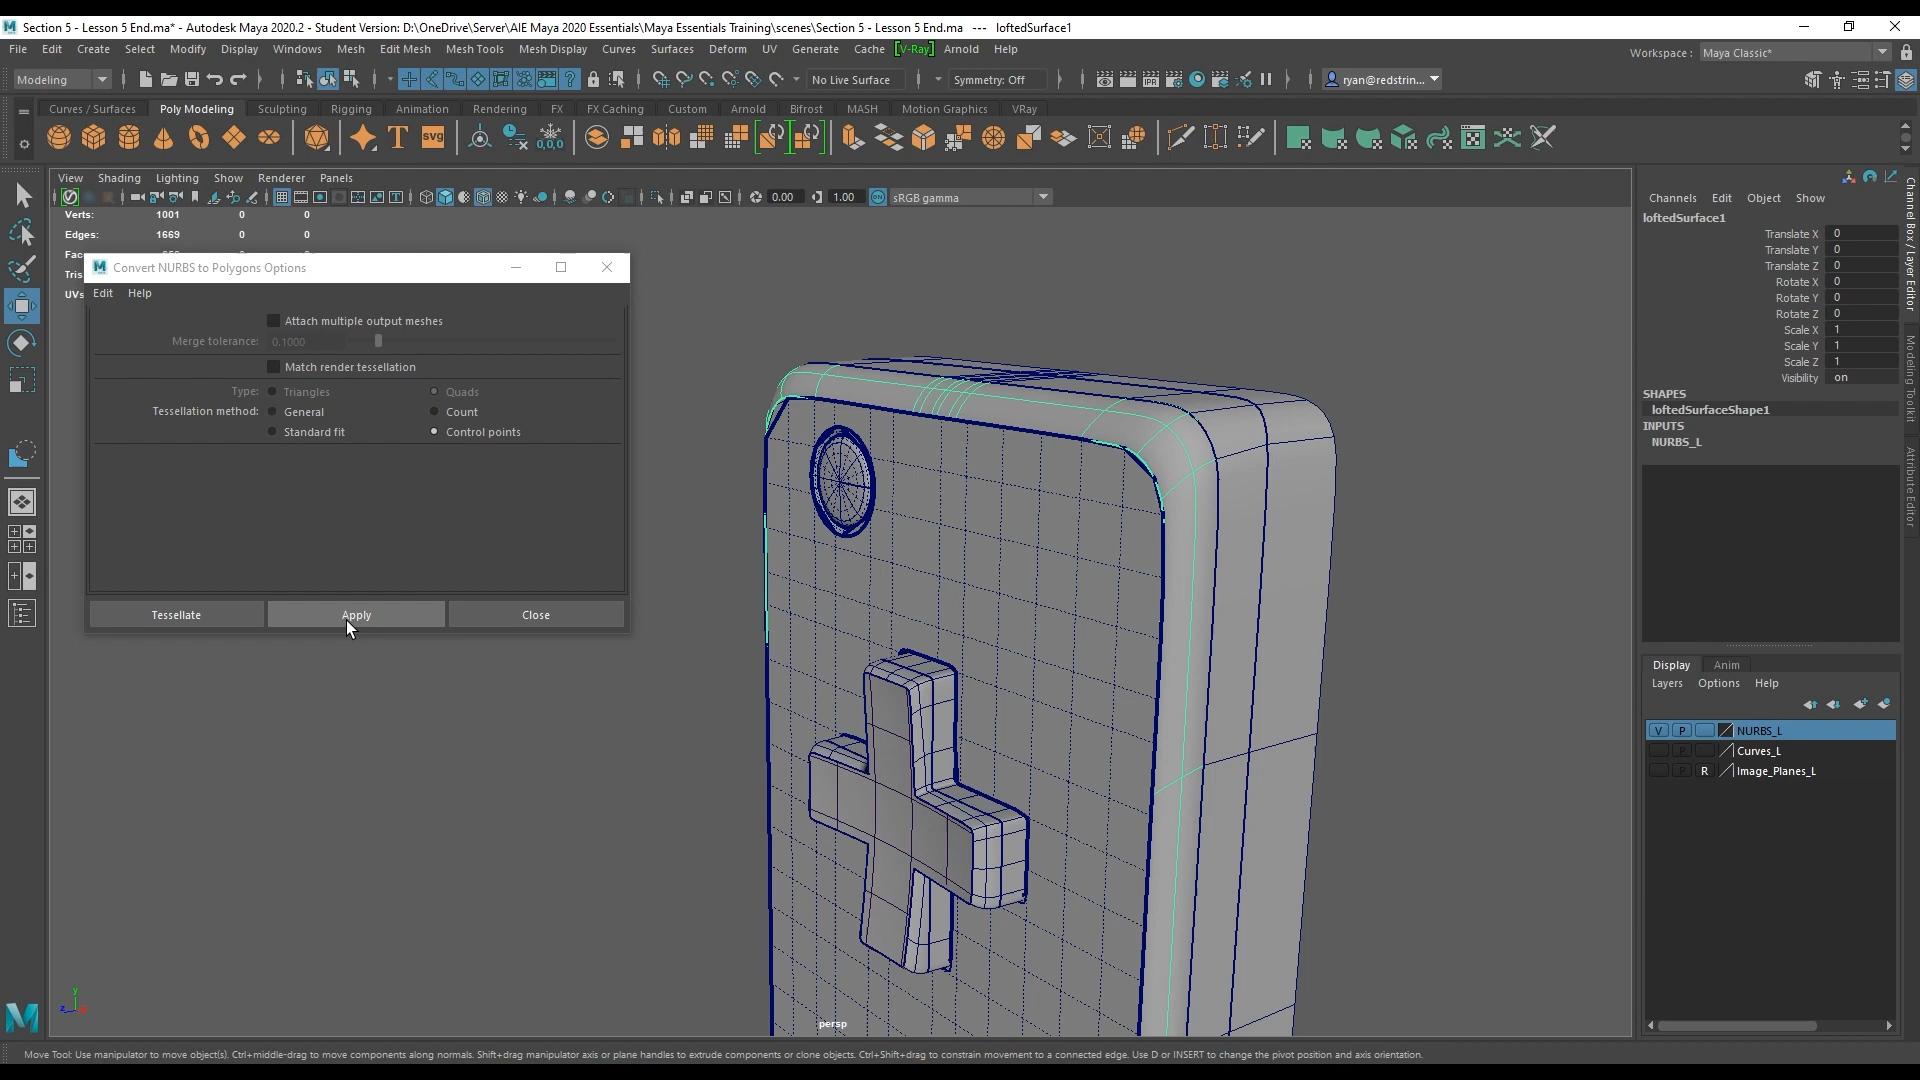 Section 5 - Lesson 5 End.ma* - Autodesk Maya 2020.2 - Student Version: D:\OneDrive\Server\AIE Maya 2020 Essentials\Maya Essentials Training\scenes\Section 5 - Lesson 5 End.ma --- loftedSurface1
File Edit Create Select Modify Display Windows Mesh Edit Mesh Mesh Tools Mesh Display Curves Surfaces Deform UV Generate Cache [V-Ray] Arnold Help
Workspace : Maya Classic*
Modeling No Live Surface Symmetry: Off ryan@redstrin...
Curves / Surfaces Poly Modeling Sculpting Rigging Animation Rendering FX FX Caching Custom Arnold Bifrost MASH Motion Graphics VRay
View Shading Lighting Show Renderer Panels
0.00 1.00 sRGB gamma
Verts: 1001 0 0
Edges: 1669 0 0
Fac
Tris
UVs
Convert NURBS to Polygons Options
Edit Help
Attach multiple output meshes
Merge tolerance: 0.1000
Match render tessellation
Type: Triangles Quads
Tessellation method: General Count
Standard fit Control points
Tessellate Apply Close
persp
Channels Edit Object Show
loftedSurface1
Translate X 0
Translate Y 0
Translate Z 0
Rotate X 0
Rotate Y 0
Rotate Z 0
Scale X 1
Scale Y 1
Scale Z 1
Visibility on
SHAPES
loftedSurfaceShape1
INPUTS
NURBS_L
Display Anim
Layers Options Help
V P NURBS_L
P Curves_L
P R Image_Planes_L
Channel Box / Layer Editor
Modeling Toolkit
Attribute Editor
Move Tool: Use manipulator to move object(s). Ctrl+middle-drag to move components along normals. Shift+drag manipulator axis or plane handles to extrude components or clone objects. Ctrl+Shift+drag to constrain movement to a connected edge. Use D or INSERT to change the pivot position and axis orientation.